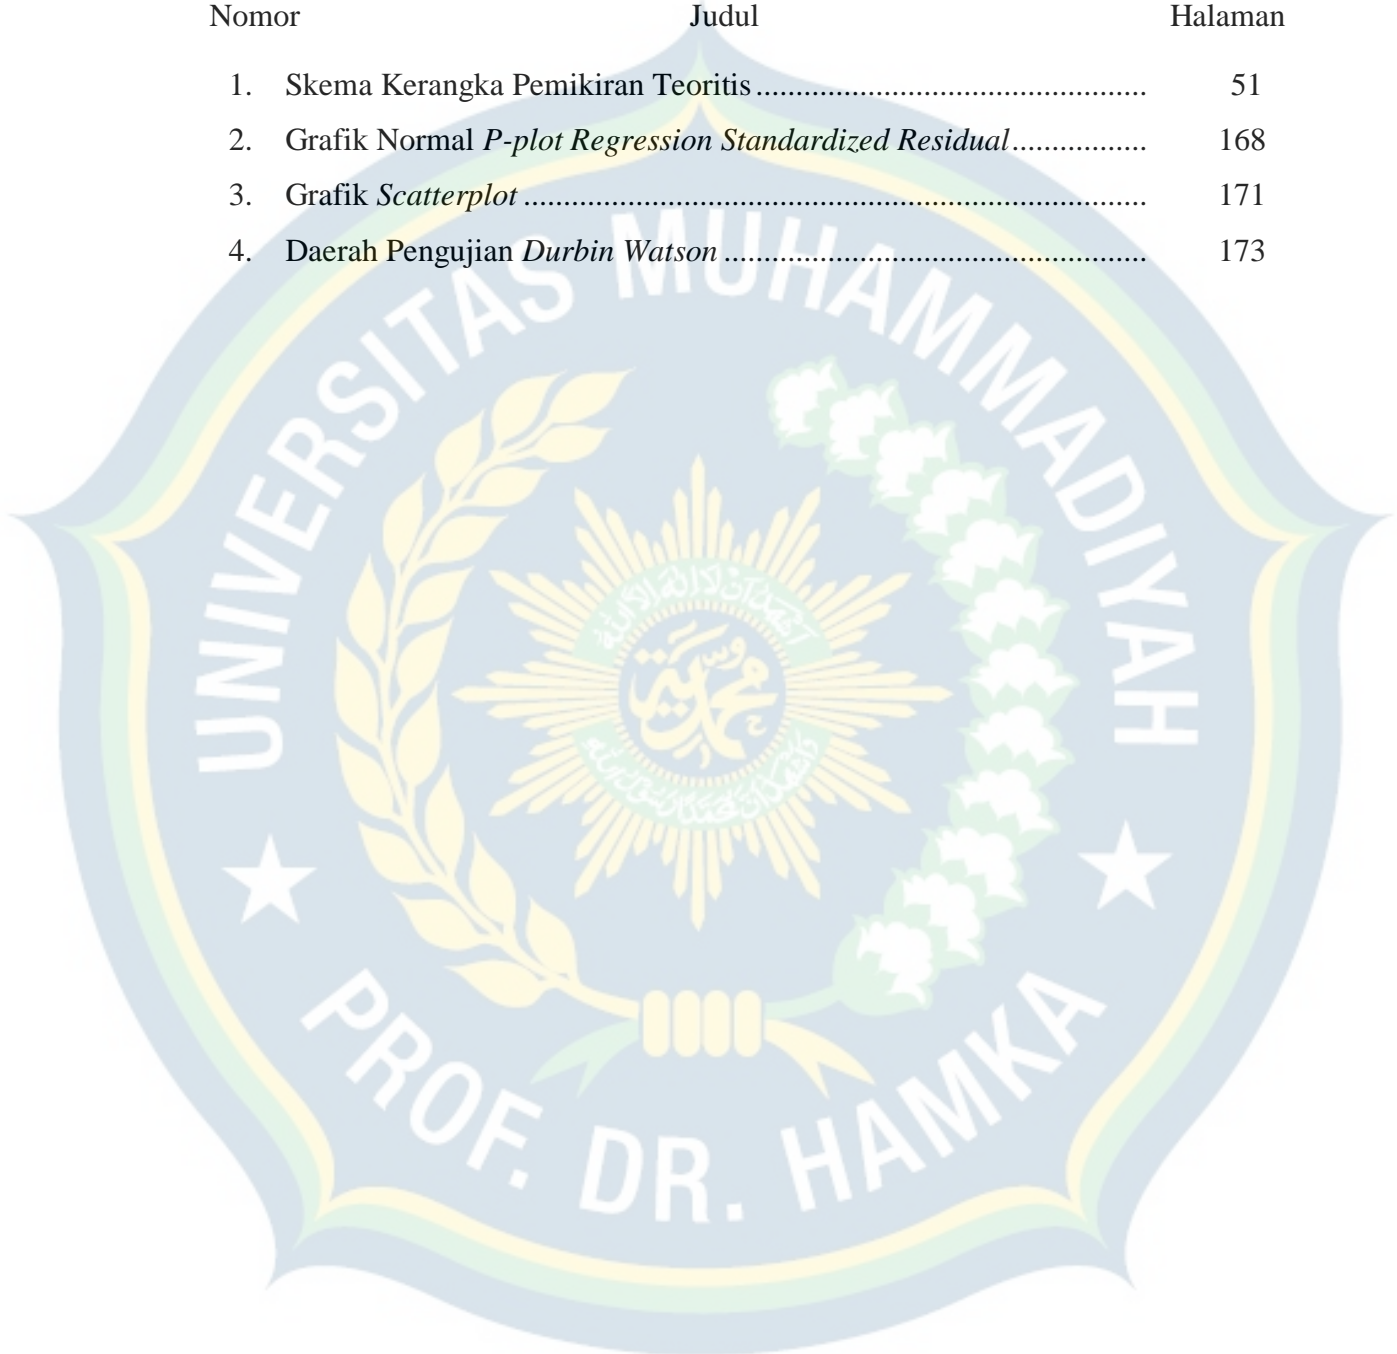 Nomor Judul Halaman
1. Skema Kerangka Pemikiran Teoritis ................................................ 51
2. Grafik Normal P-plot Regression Standardized Residual ................. 168
3. Grafik Scatterplot ............................................................................. 171
4. Daerah Pengujian Durbin Watson .................................................... 173
UNIVERSITAS MUHAMMADIYAH
PROF. DR. HAMKA